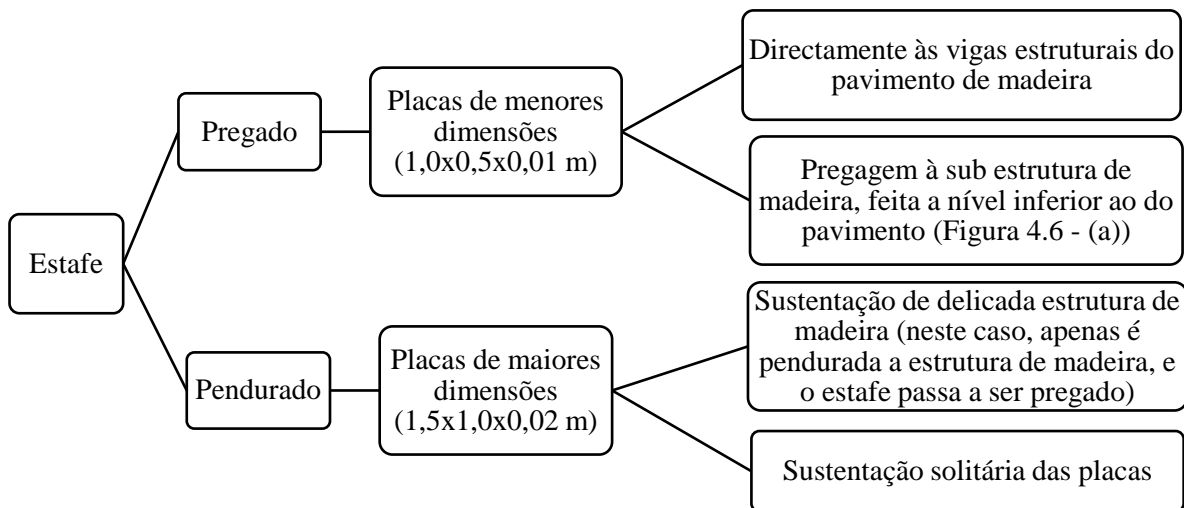 Estafe
Pregado
Placas de menores
dimensões
(1,0x0,5x0,01 m)
Directamente às vigas estruturais do
pavimento de madeira
Pregagem à sub estrutura de
madeira, feita a nível inferior ao do
pavimento (Figura 4.6 - (a))
Pendurado
Placas de maiores
dimensões
(1,5x1,0x0,02 m)
Sustentação de delicada estrutura de
madeira (neste caso, apenas é
pendurada a estrutura de madeira, e
o estafe passa a ser pregado)
Sustentação solitária das placas